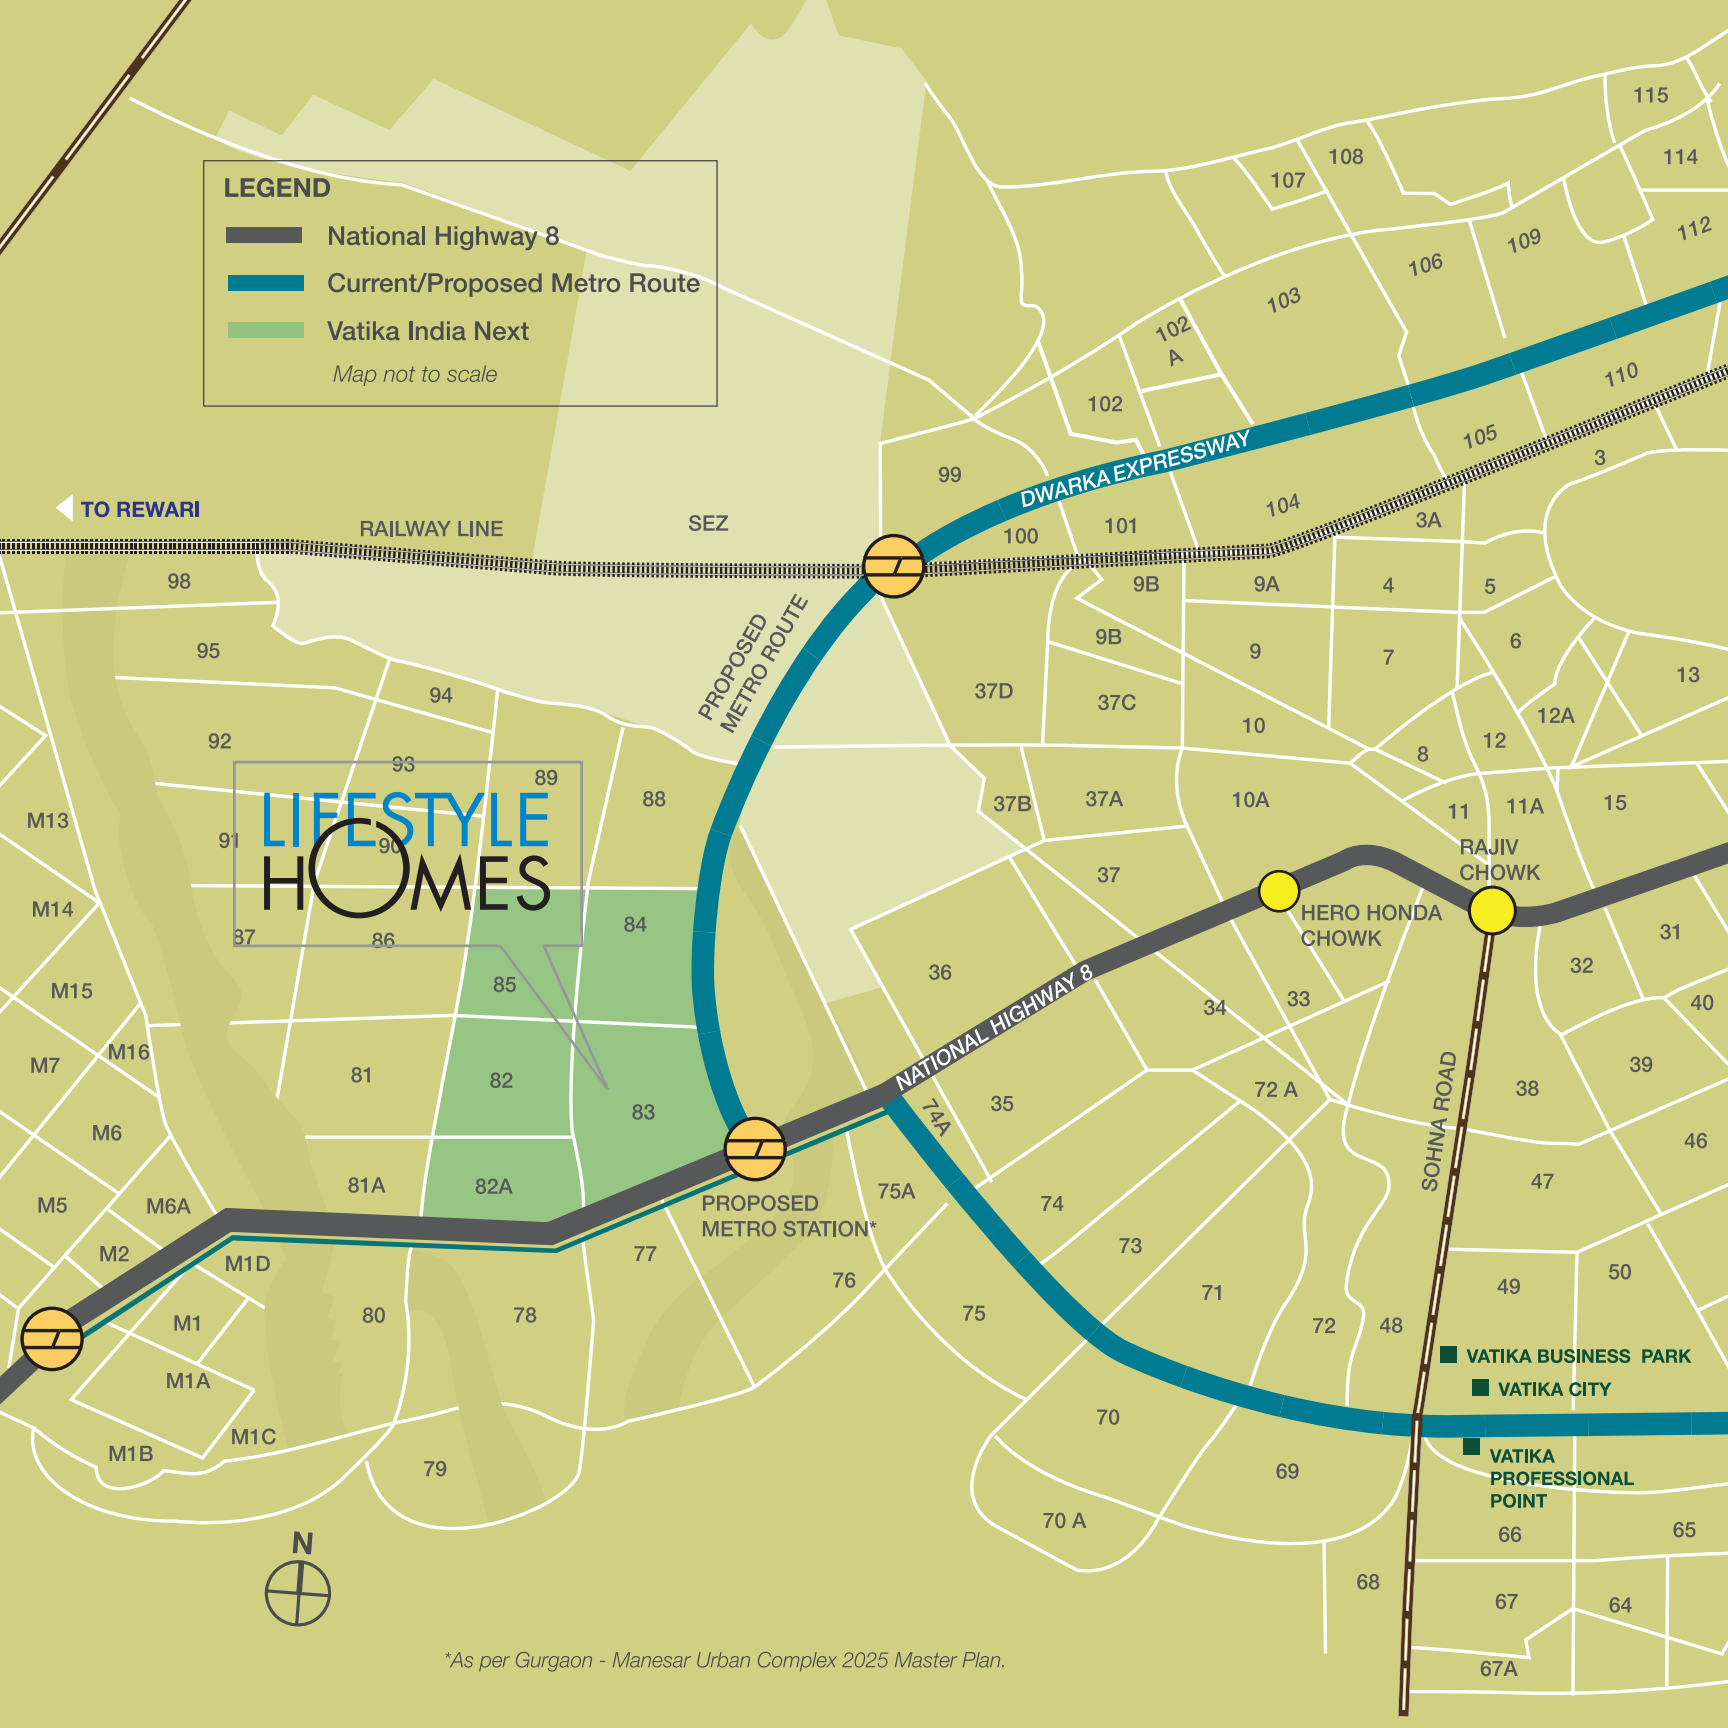 115
108
114
107
LEGEND
112
National Highway 8
109
106
Current/Proposed Metro Route
103
Vatika India Next
102
A
Map not to scale
110
102
105
DWARKA EXPRESSWAY
3
99
TO REWARI
104
RAILWAY LINE
SEZ
3A
101
100
98
9B
9A
4
5
PROPOSED
METRO ROUTE
9B
6
95
9
7
13
94
37D
37C
12A
92
10
12
8
93
89
88
37B
37A
10A
11
11A
15
M13
LIFESTYLE
91
90
RAJIV
CHOWK
HOMES
37
M14
87
86
84
HERO HONDA
CHOWK
31
36
32
85
M15
NATIONAL HIGHWAY 8
34
33
40
M16
M7
81
82
39
38
72 A
35
83
74A
M6
SOHNA ROAD
46
47
81A
82A
75A
M5
M6A
PROPOSED
METRO STATION*
74
M2
M1D
77
73
76
50
49
71
M1
80
78
75
72
48
VATIKA BUSINESS PARK
M1A
VATIKA CITY
70
M1C
M1B
VATIKA
PROFESSIONAL
POINT
79
69
70 A
66
65
N
68
67
64
*As per Gurgaon - Manesar Urban Complex 2025 Master Plan.
67A